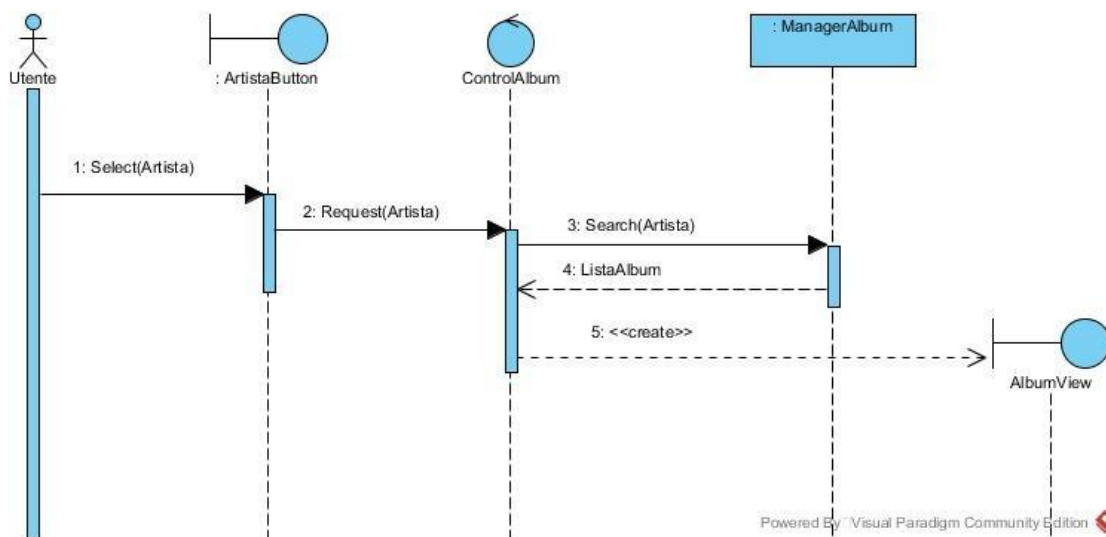 : ManagerAlbum
Utente
: ArtistaButton
ControlAlbum
1: Select(Artista)
2: Request(Artista)
3: Search(Artista)
4: ListaAlbum
5: <<create>>
AlbumView
Powered By Visual Paradigm Community Edition